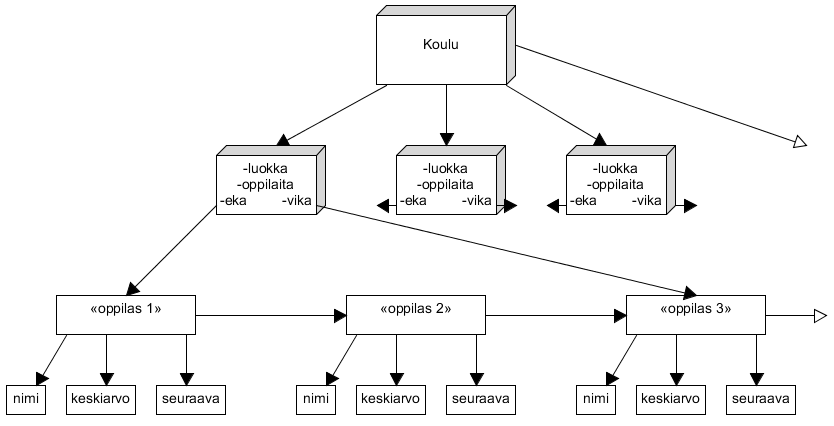 Koulu
-luokka
-oppilaita
-eka -vika
-luokka
-oppilaita
-eka -vika
-luokka
-oppilaita
-eka -vika
«oppilas 1»
«oppilas 2»
«oppilas 3»
nimi
keskiarvo
seuraava
nimi
keskiarvo
seuraava
nimi
keskiarvo
seuraava